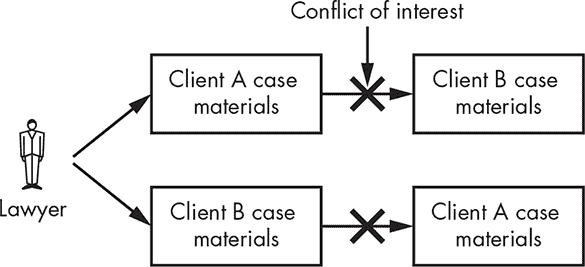 Conflict of interest
Client A case
materials
Client B case
materials
Lawyer
Client B case
materials
Client A case
materials